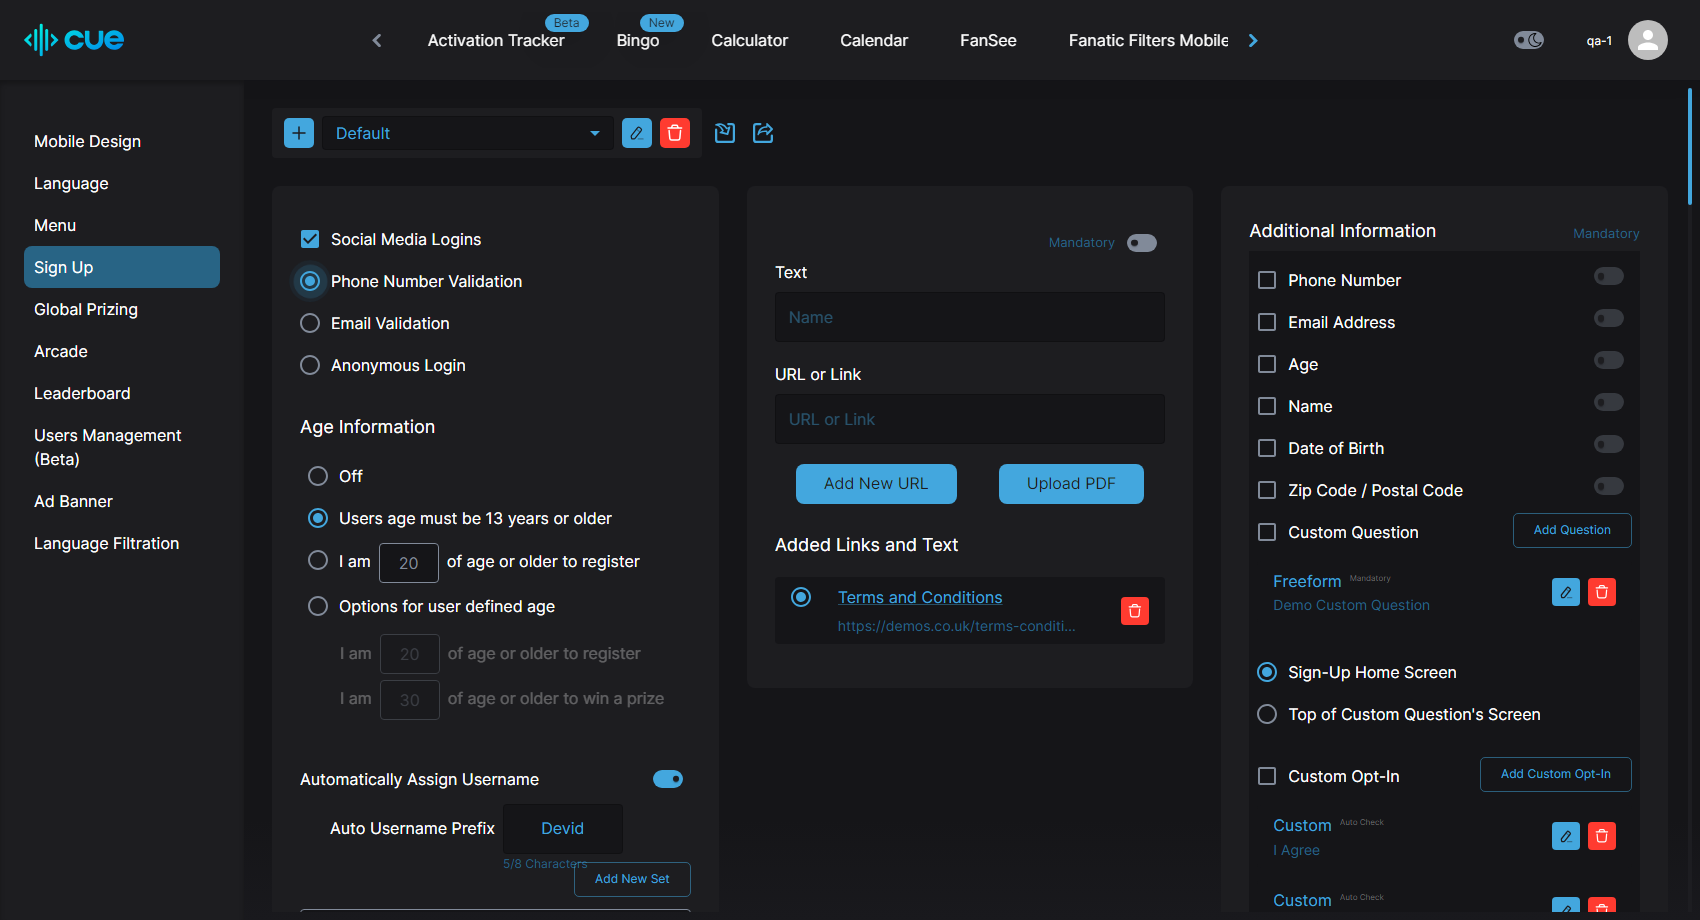 cue
Activation Tracker
Beta
Bingo
New
Calculator
Calendar
FanSee
Fanatic Filters Mobile
qa-1
Mobile Design
Language
Menu
Sign Up
Global Prizing
Arcade
Leaderboard
Users Management
(Beta)
Ad Banner
Language Filtration
Default
Social Media Logins
Phone Number Validation
Email Validation
Anonymous Login
Age Information
Off
Users age must be 13 years or older
I am 20 of age or older to register
Options for user defined age
I am 20 of age or older to register
I am 30 of age or older to win a prize
Automatically Assign Username
Auto Username Prefix Devid
5/8 Characters
Add New Set
Mandatory
Text
Name
URL or Link
URL or Link
Add New URL
Upload PDF
Added Links and Text
Terms and Conditions
https://demos.co.uk/terms-conditi...
Additional Information
Mandatory
Phone Number
Email Address
Age
Name
Date of Birth
Zip Code / Postal Code
Custom Question
Add Question
Freeform Mandatory
Demo Custom Question
Sign-Up Home Screen
Top of Custom Question's Screen
Custom Opt-In
Add Custom Opt-In
Custom Auto Check
I Agree
Custom Auto Check